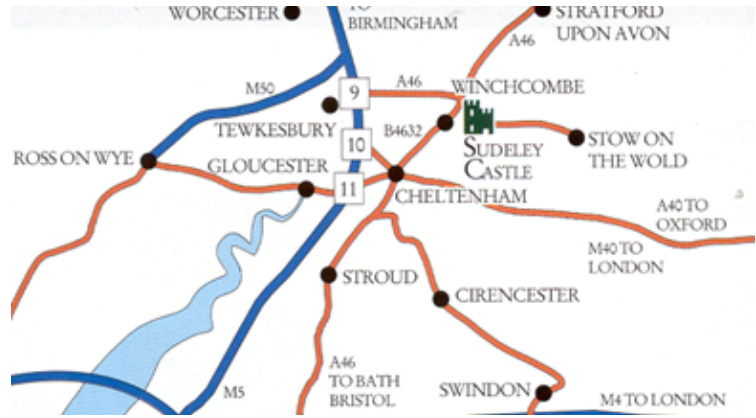 WORCESTER
TO
BIRMINGHAM
STRATFORD
UPON AVON
A46
M50
9
A46
WINCHCOMBE
TEWKESBURY
B4632
10
SUDELEY
CASTLE
STOW ON
THE WOLD
ROSS ON WYE
GLOUCESTER
11
CHELTENHAM
A40 TO
OXFORD
M40 TO
LONDON
STROUD
CIRENCESTER
A46
TO BATH
BRISTOL
M5
SWINDON
M4 TO LONDON